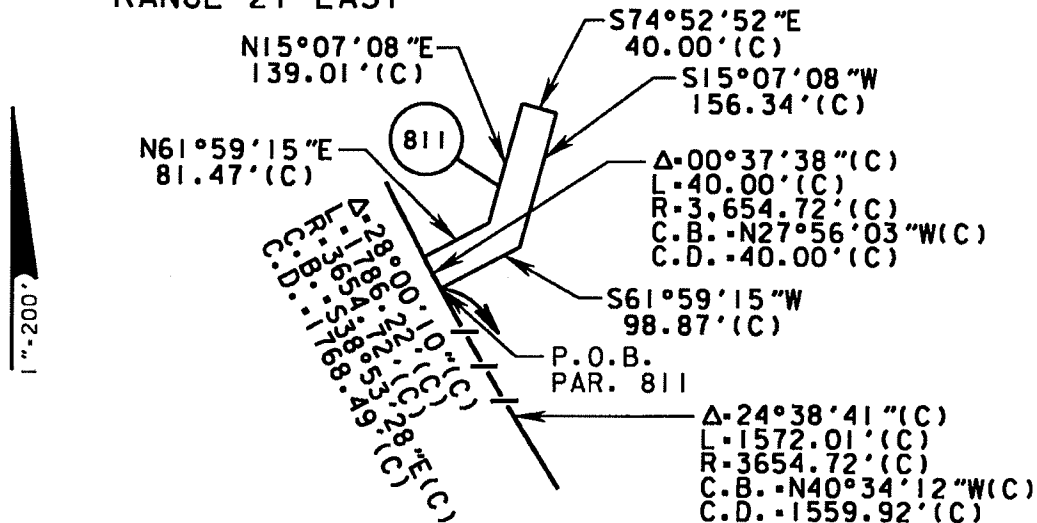 RANGE 21 EAST
N15°07'08"E
139.01'(C)
S74°52'52"E
40.00'(C)
S15°07'08"W
156.34'(C)
811
N61°59'15"E
81.47'(C)
Δ=00°37'38"(C)
L=40.00'(C)
R=3,654.72'(C)
C.B.=N27°56'03"W(C)
C.D.=40.00'(C)
Δ=28°00'10"(C)
L=1786.22'(C)
R=3654.72'(C)
C.B.=S38°53'28"E(C)
C.D.=1768.49'(C)
1"=200'
S61°59'15"W
98.87'(C)
P.O.B.
PAR. 811
Δ=24°38'41"(C)
L=1572.01'(C)
R=3654.72'(C)
C.B.=N40°34'12"W(C)
C.D.=1559.92'(C)